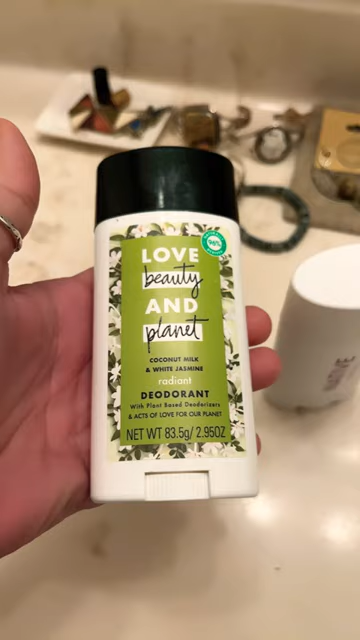 LOVE
beauty
AND
planet
COCONUT MILK
& WHITE JASMINE
radiant
DEODORANT
With Plant Based Deodorizers
& ACTS OF LOVE FOR OUR PLANET
NET WT 83.5g/ 2.95OZ
96%